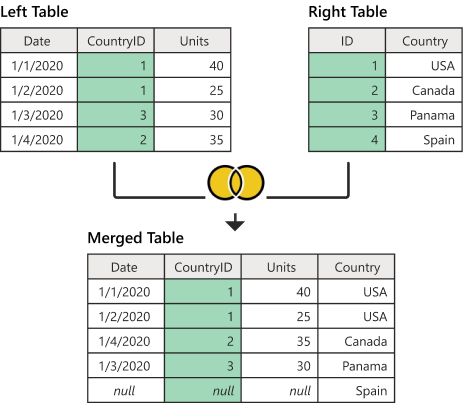 Left Table
Date CountryID Units
1/1/2020 1 40
1/2/2020 1 25
1/3/2020 3 30
1/4/2020 2 35
Right Table
ID Country
1 USA
2 Canada
3 Panama
4 Spain
Merged Table
Date CountryID Units Country
1/1/2020 1 40 USA
1/2/2020 1 25 USA
1/4/2020 2 35 Canada
1/3/2020 3 30 Panama
null null null Spain